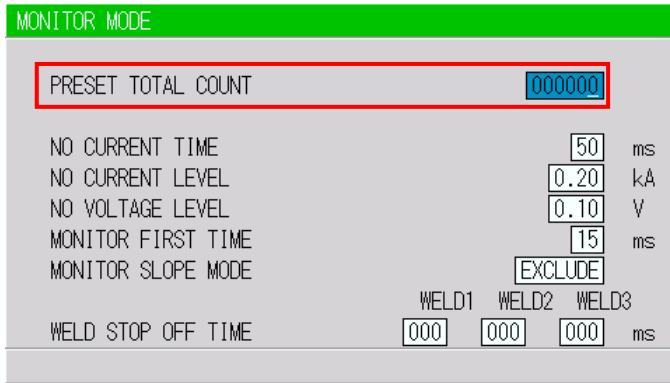 MONITOR MODE
PRESET TOTAL COUNT 000000
NO CURRENT TIME 50 ms
NO CURRENT LEVEL 0.20 kA
NO VOLTAGE LEVEL 0.10 V
MONITOR FIRST TIME 15 ms
MONITOR SLOPE MODE EXCLUDE
WELD1 WELD2 WELD3
WELD STOP OFF TIME 000 000 000 ms